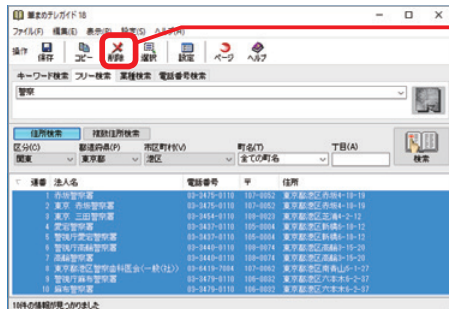 筆まめテレガイド 18
ファイル(F) 編集(E) 表示(B) 設定(S) ヘルプ(H)
操作 保存 コピー 削除 選択 設定 ページ ヘルプ
キーワード検索 フリー検索 業種検索 電話番号検索
警察
住所検索 複数住所検索
区分(C) 都道府県(P) 市区町村(V) 町名(T) 丁目(A)
関東 東京都 港区 全ての町名 検索
連番 法人名 電話番号 〒 住所
1 赤坂警察署 03-3475-0110 107-0052 東京都港区赤坂4-18-19
2 東京 赤坂警察署 03-3475-0110 107-0052 東京都港区赤坂4-18-19
3 東京 三田警察署 03-3454-0110 108-0023 東京都港区芝浦4-2-12
4 愛宕警察署 03-3437-0110 105-0004 東京都港区新橋6-18-12
5 警視庁愛宕警察署 03-3437-0110 105-0004 東京都港区新橋6-18-12
6 警視庁高輪警察署 03-3440-0110 108-0074 東京都港区高輪3-15-20
7 高輪警察署 03-3440-0110 108-0074 東京都港区高輪3-15-20
8 東京都港区警察歯科医会(一般(社)) 03-6419-7084 107-0062 東京都港区南青山6-1-37
9 警視庁麻布警察署 03-3479-0110 106-0032 東京都港区六本木6-2-37
10 麻布警察署 03-3479-0110 106-0032 東京都港区六本木6-2-37
10件の情報が見つかりました